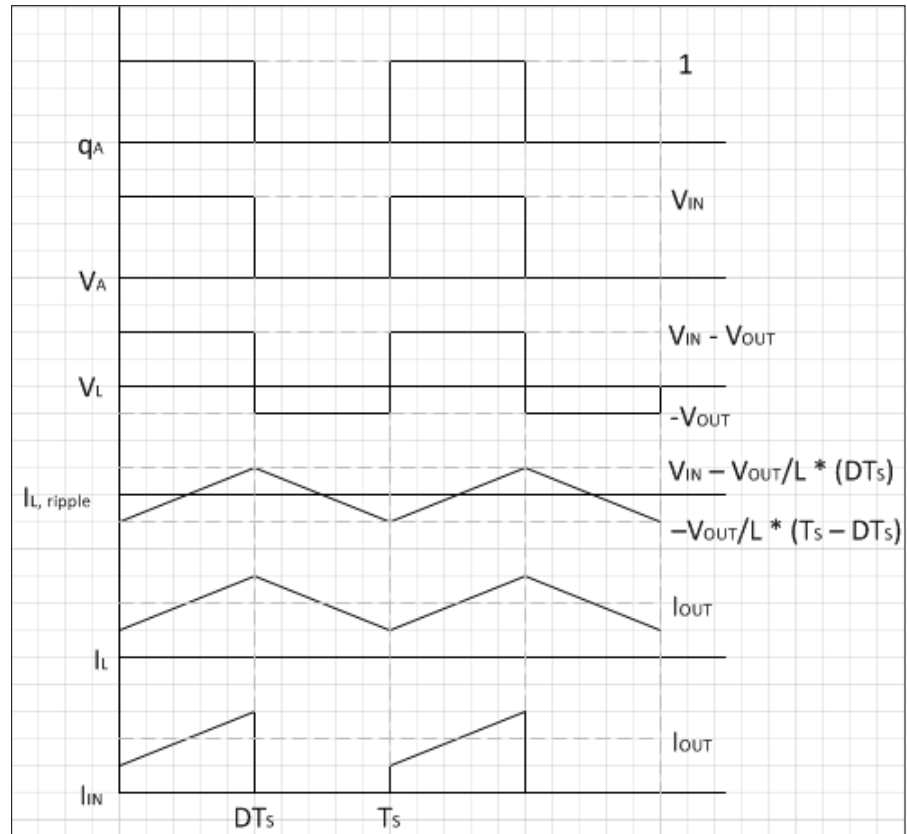 1
qA
VIN
VA
VIN - VOUT
VL
-VOUT
VIN – VOUT/L * (DTS)
IL, ripple
–VOUT/L * (TS – DTS)
IOUT
IL
IOUT
IIN
DTS TS